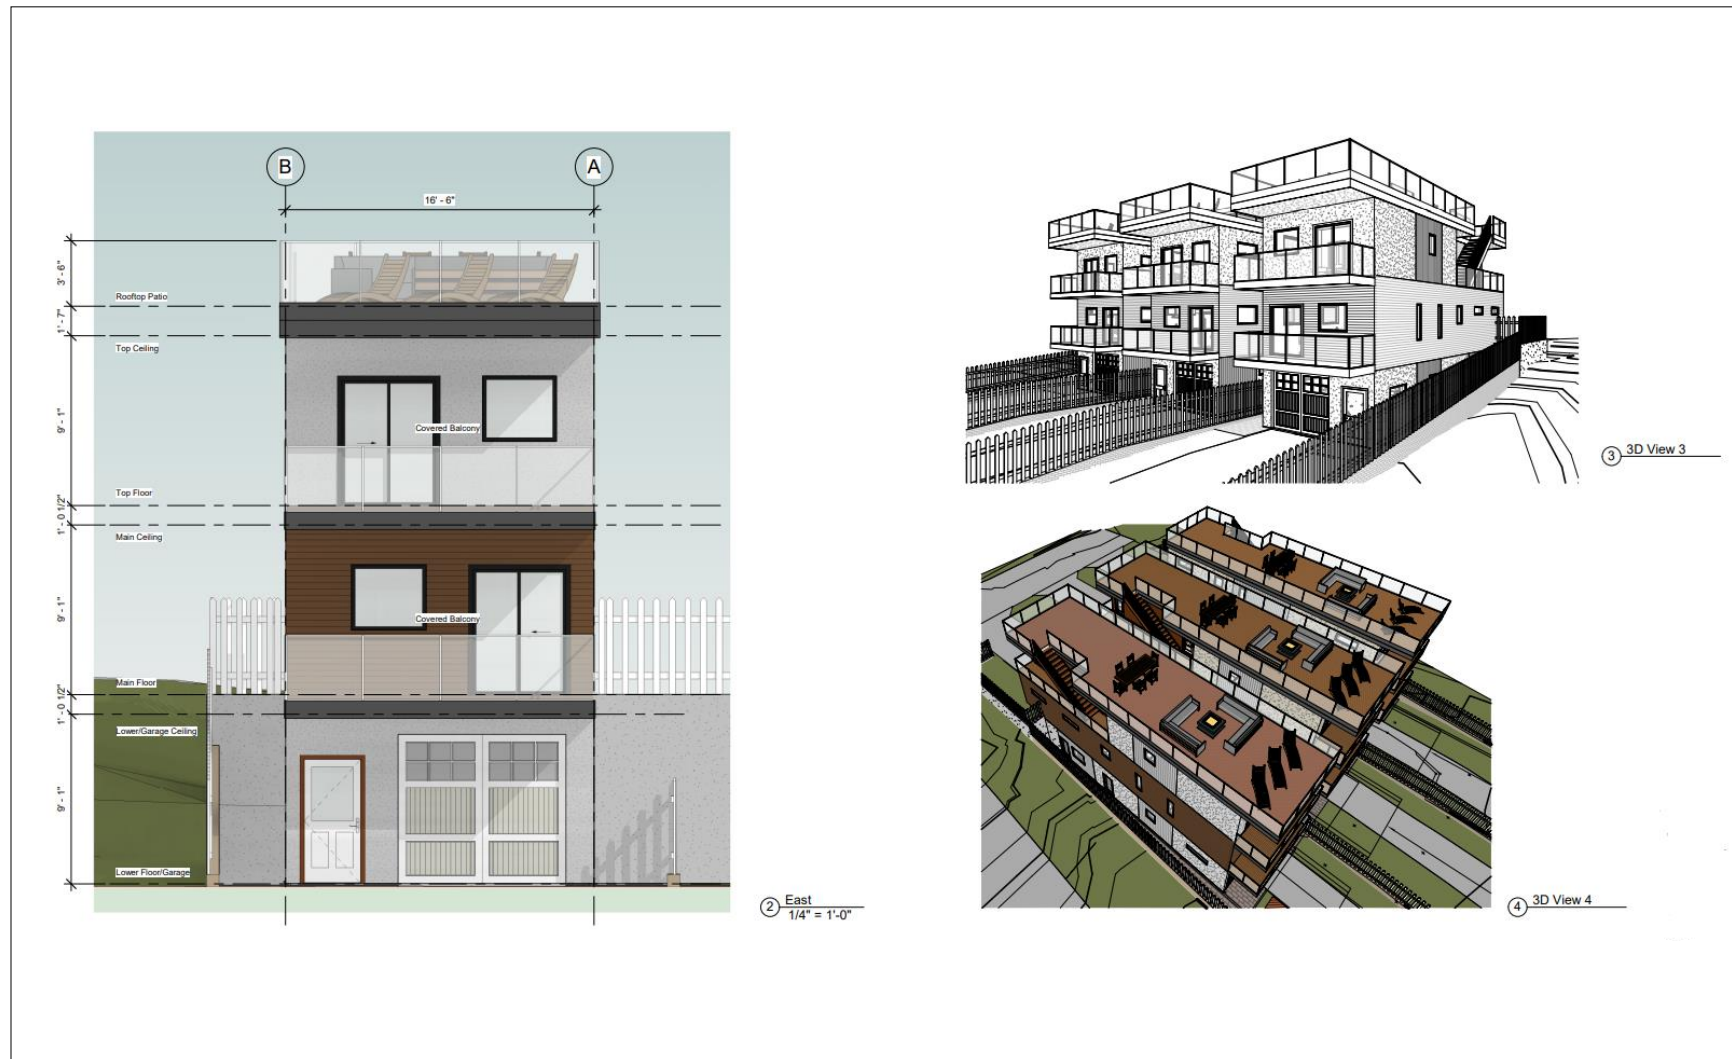 B
A
16' - 6"
3' - 6"
Rooftop Patio
1' - 7"
Top Ceiling
9' - 1"
Covered Balcony
Top Floor
1' - 0 1/2"
Main Ceiling
9' - 1"
Covered Balcony
Main Floor
1' - 0 1/2"
Lower/Garage Ceiling
9' - 1"
Lower Floor/Garage
2
East
1/4" = 1'-0"
3
3D View 3
4
3D View 4